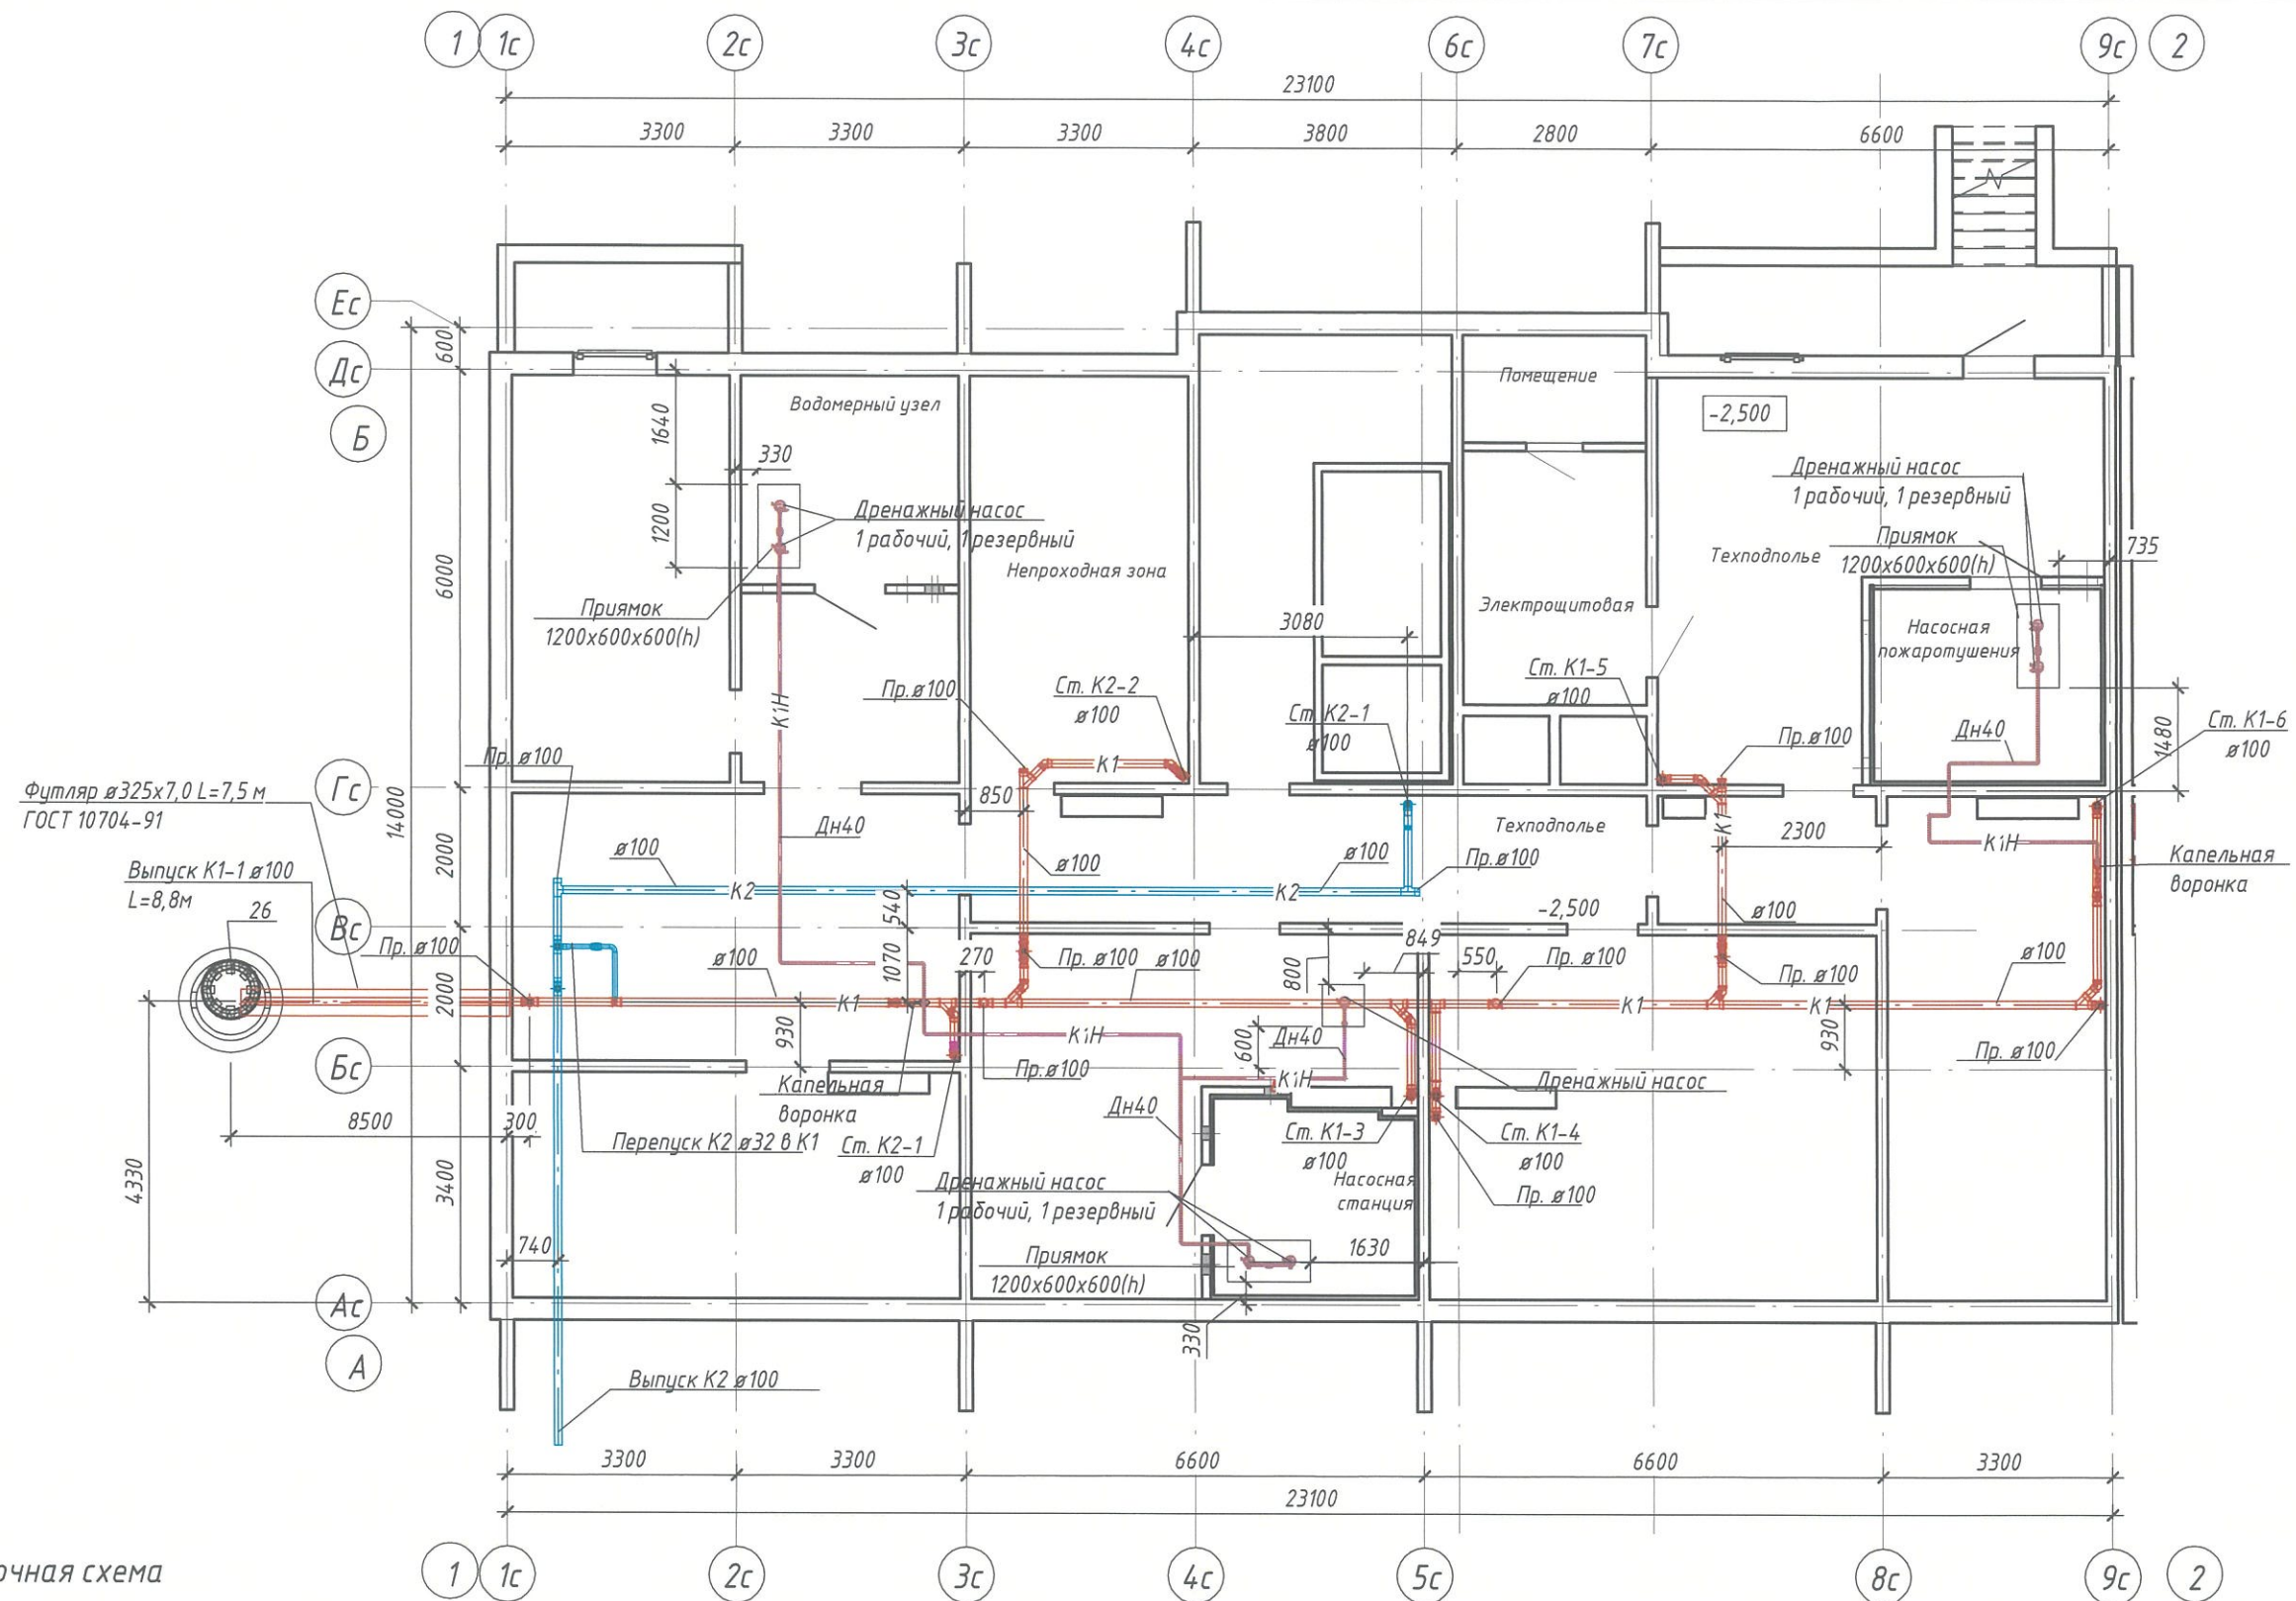 1
1с
2с
3с
4с
6с
7с
9с
2
23100
3300
3300
3300
3800
2800
6600
Ес
600
Дс
Помещение
Водомерный узел
-2,500
Б
1640
330
Дренажный насос
1 рабочий, 1 резервный
1200
Дренажный насос
1 рабочий, 1 резервный
Приямок
1200х600х600(h)
735
Техподполье
6000
Непроходная зона
Приямок
1200х600х600(h)
Электрощитовая
3080
Насосная
пожаротушения
Пр.ø100
Ст. К2-2
ø100
Ст. К1-5
ø100
К1Н
Ст. К2-1
ø100
Ст. К1-6
ø100
Дн40
1480
Пр. ø100
К1
Пр.ø100
Гс
Футляр ø325х7,0 L=7,5 м
ГОСТ 10704-91
850
14000
Дн40
Техподполье
К1
2300
К1Н
ø100
2000
ø100
ø100
Пр.ø100
Капельная
воронка
Выпуск К1-1 ø100
L=8,8м
К2
К2
26
540
-2,500
ø100
Вс
Пр. ø100
849
ø100
1070
270
Пр. ø100
ø100
800
550
Пр. ø100
Пр. ø100
ø100
2000
К1
К1
К1
930
К1Н
600
Дн40
930
Пр. ø100
Бс
Пр.ø100
К1Н
Дренажный насос
Капельная
воронка
8500
300
Дн40
Перепуск К2 ø32 в К1
Ст. К2-1
ø100
Ст. К1-3
ø100
Ст. К1-4
ø100
4330
3400
Дренажный насос
1 рабочий, 1 резервный
Насосная
станция
Пр. ø100
740
Приямок
1200х600х600(h)
1630
Ас
330
А
Выпуск К2 ø100
3300
3300
6600
6600
3300
23100
очная схема
1
1с
2с
3с
4с
5с
8с
9с
2